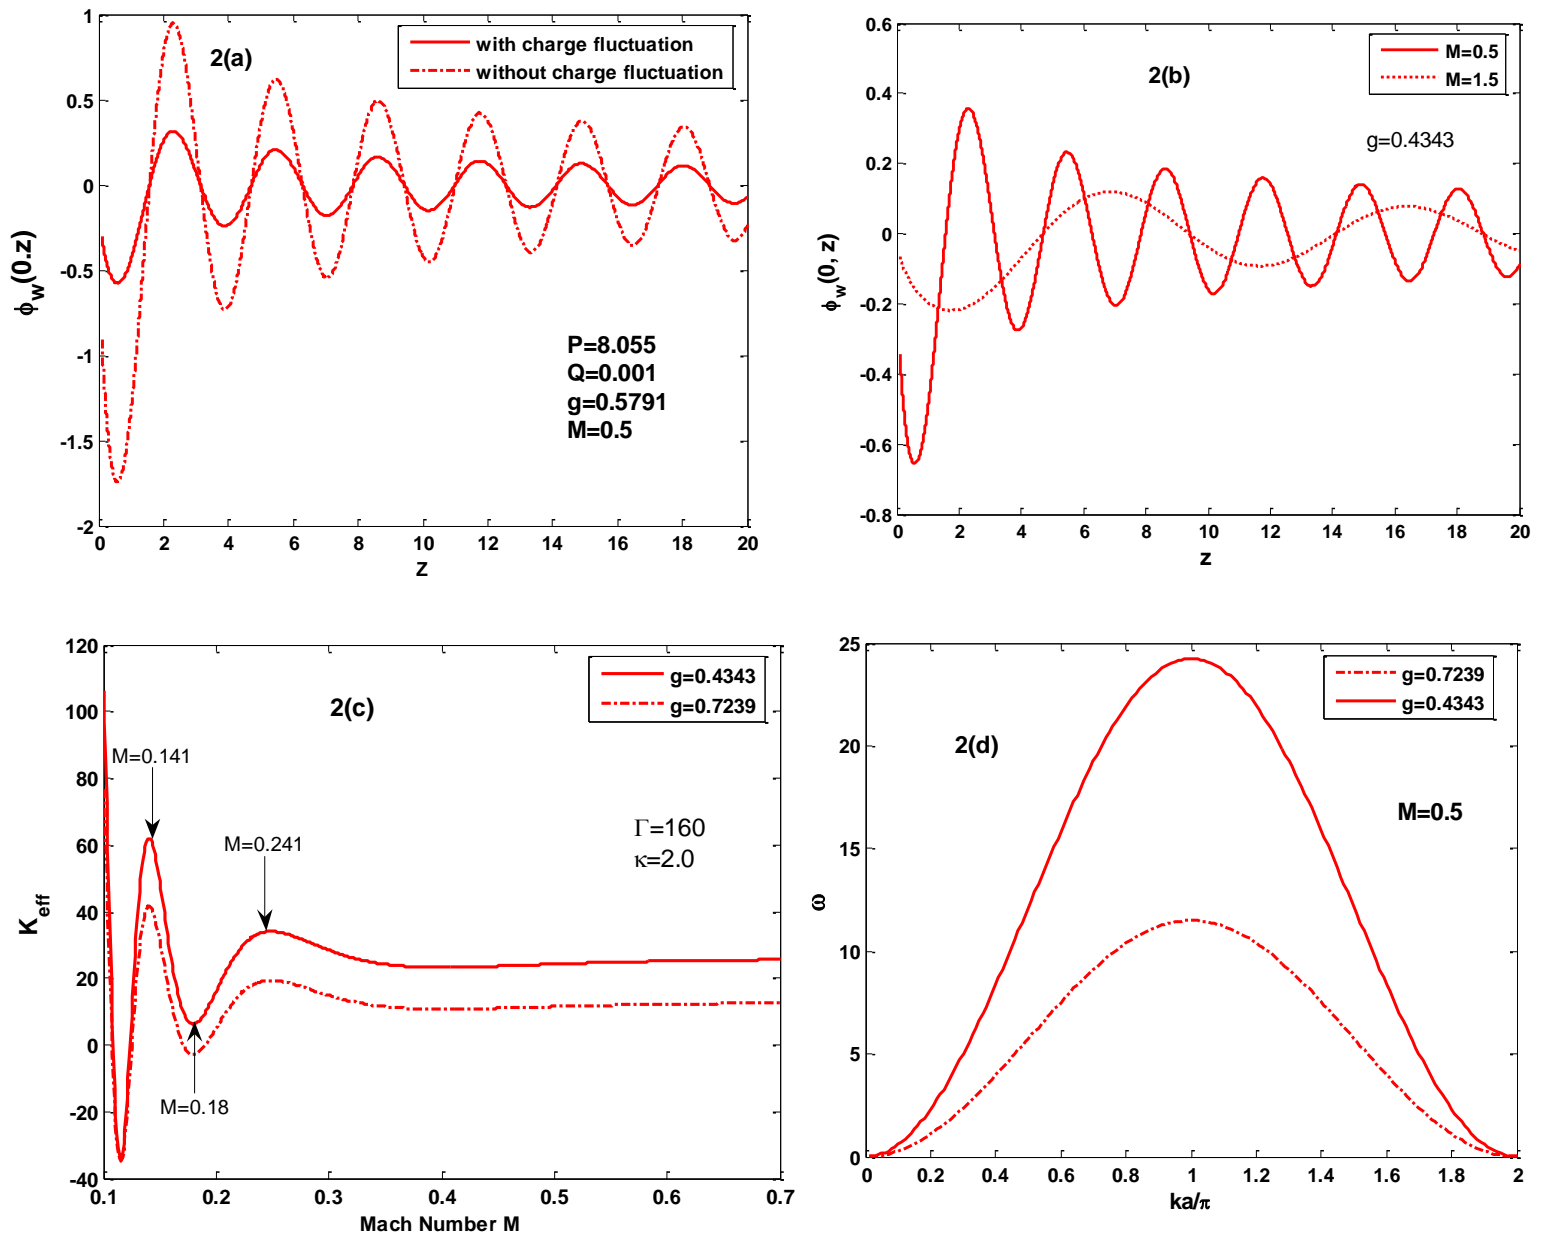 2(a)
with charge fluctuation
without charge fluctuation
P=8.055
Q=0.001
g=0.5791
M=0.5
1
0.5
0
-0.5
-1
-1.5
-2
0 2 4 6 8 10 12 14 16 18 20
z
ϕw(0.z)
2(b)
M=0.5
M=1.5
g=0.4343
0.6
0.4
0.2
0
-0.2
-0.4
-0.6
-0.8
0 2 4 6 8 10 12 14 16 18 20
z
ϕw(0, z)
2(c)
g=0.4343
g=0.7239
M=0.141
M=0.241
Γ=160
κ=2.0
M=0.18
120
100
80
60
40
20
0
-20
-40
0.1 0.2 0.3 0.4 0.5 0.6 0.7
Mach Number M
Keff
2(d)
g=0.7239
g=0.4343
M=0.5
25
20
15
10
5
0
0 0.2 0.4 0.6 0.8 1 1.2 1.4 1.6 1.8 2
ka/π
ω